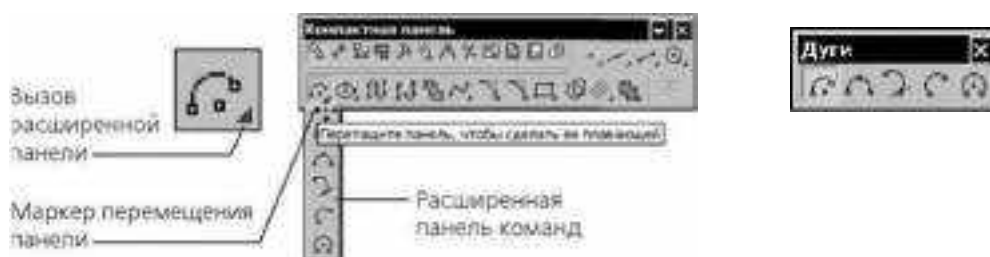 Компактная панель
Дуги
Вызов
расширенной
панели
Перетащите панель, чтобы сделать ее плавающей
Маркер перемещения
панели
Расширенная
панель команд